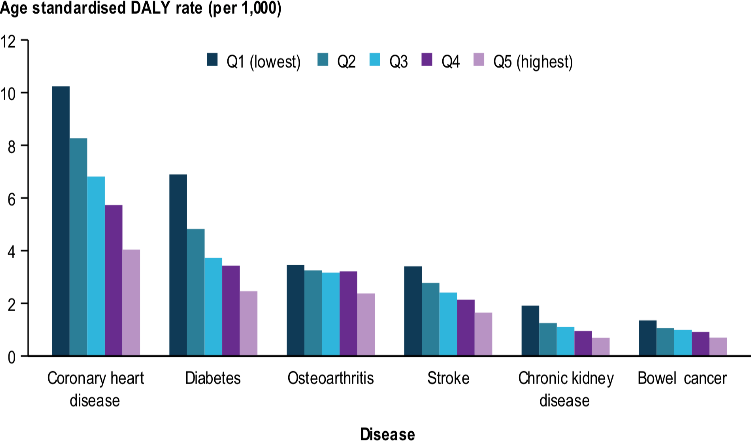 Age standardised DALY rate (per 1,000)
12
Q1 (lowest) Q2 Q3 Q4 Q5 (highest)
10
8
6
4
2
0
Coronary heart disease Diabetes Osteoarthritis Stroke Chronic kidney disease Bowel cancer
Disease